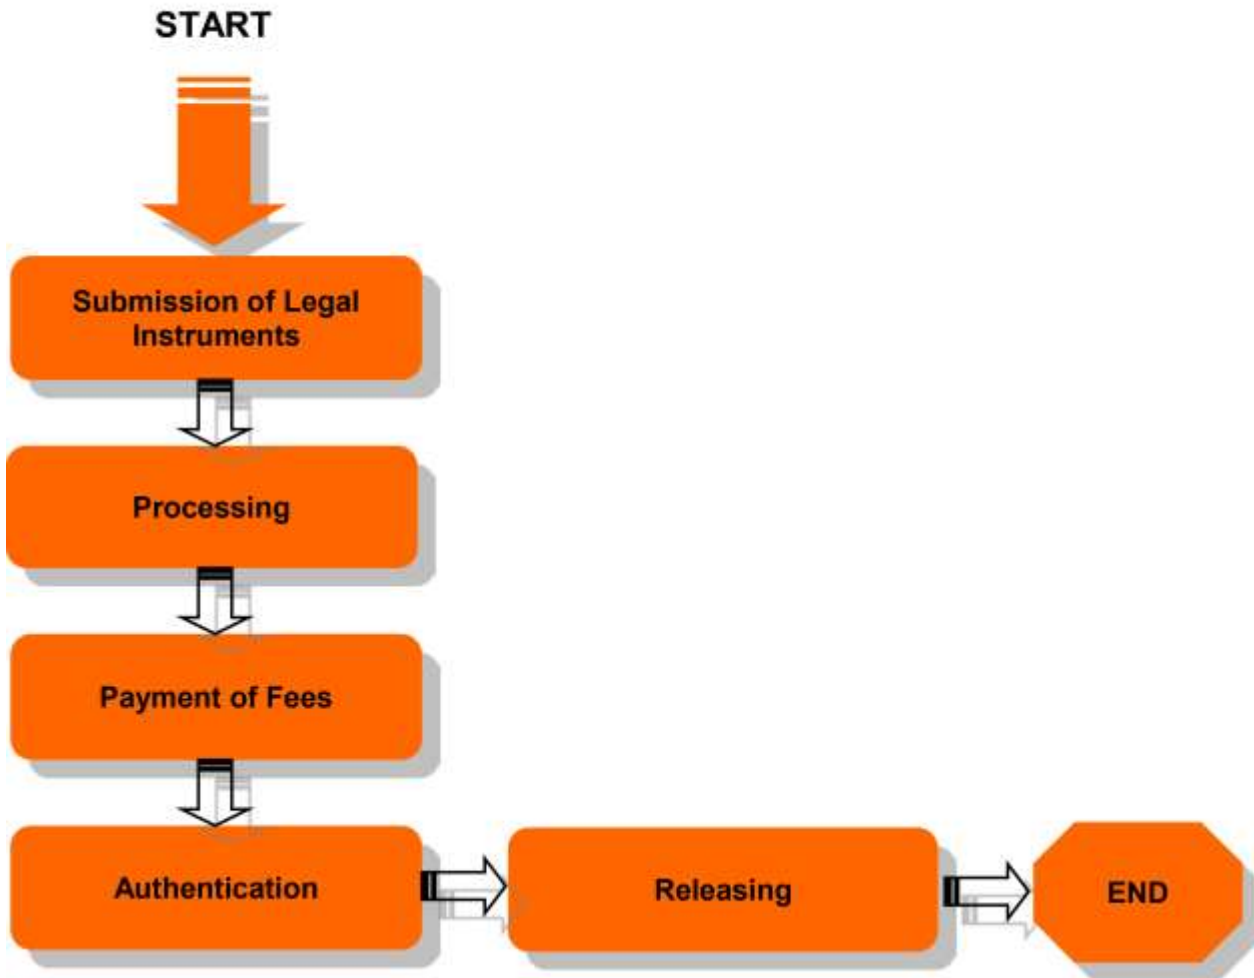 START
Submission of Legal
Instruments
Processing
Payment of Fees
Authentication
Releasing
END